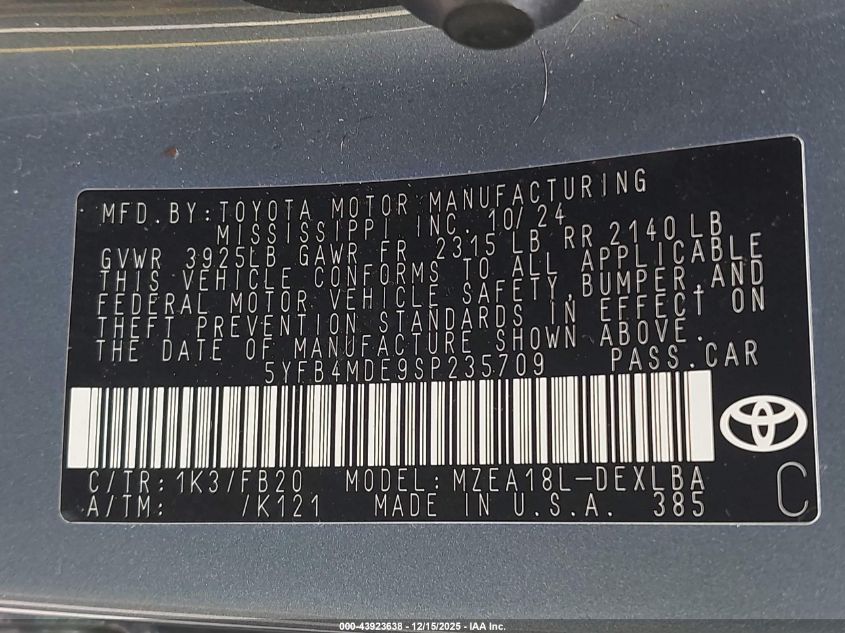 MFD.BY:TOYOTA MOTOR MANUFACTURING
MISSISSIPPI INC. 10/24
GVWR 3925LB GAWR FR 2315 LB RR 2140 LB
THIS VEHICLE CONFORMS TO ALL APPLICABLE
FEDERAL MOTOR VEHICLE SAFETY,BUMPER,AND
THEFT PREVENTION STANDARDS IN EFFECT ON
THE DATE OF MANUFACTURE SHOWN ABOVE.
5YFB4MDE9SP235709 PASS.CAR
C/TR:1K3/FB20 MODEL:MZEA18L-DEXLBA
A/TM: /K121 MADE IN U.S.A. 385
C
000-43923638 - 12/15/2025 - IAA Inc.